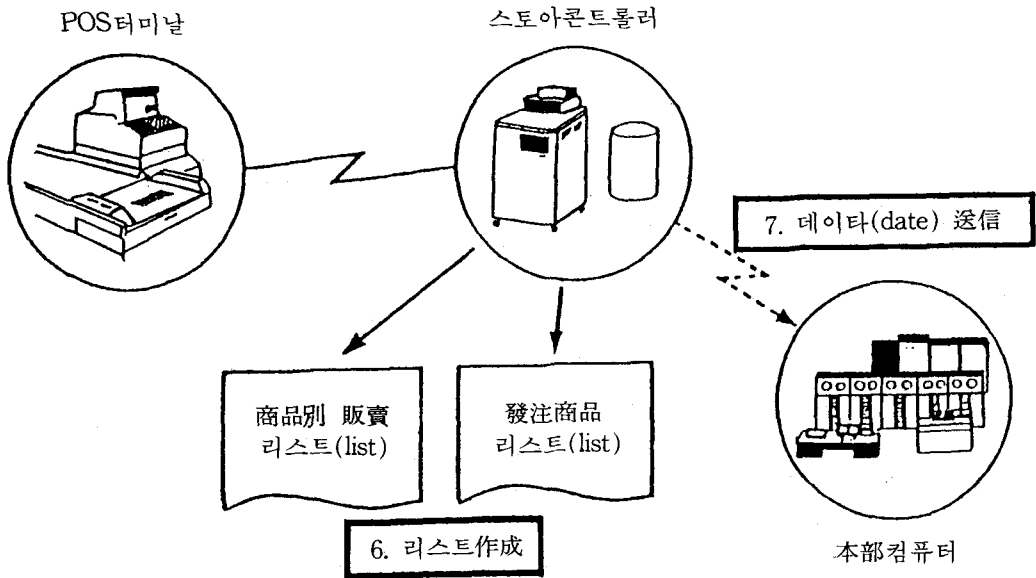 POS터미날
스토아콘트롤러
7. 데이타(date) 送信
商品別 販賣
리스트(list)
發注商品
리스트(list)
6. 리스트作成
本部컴퓨터